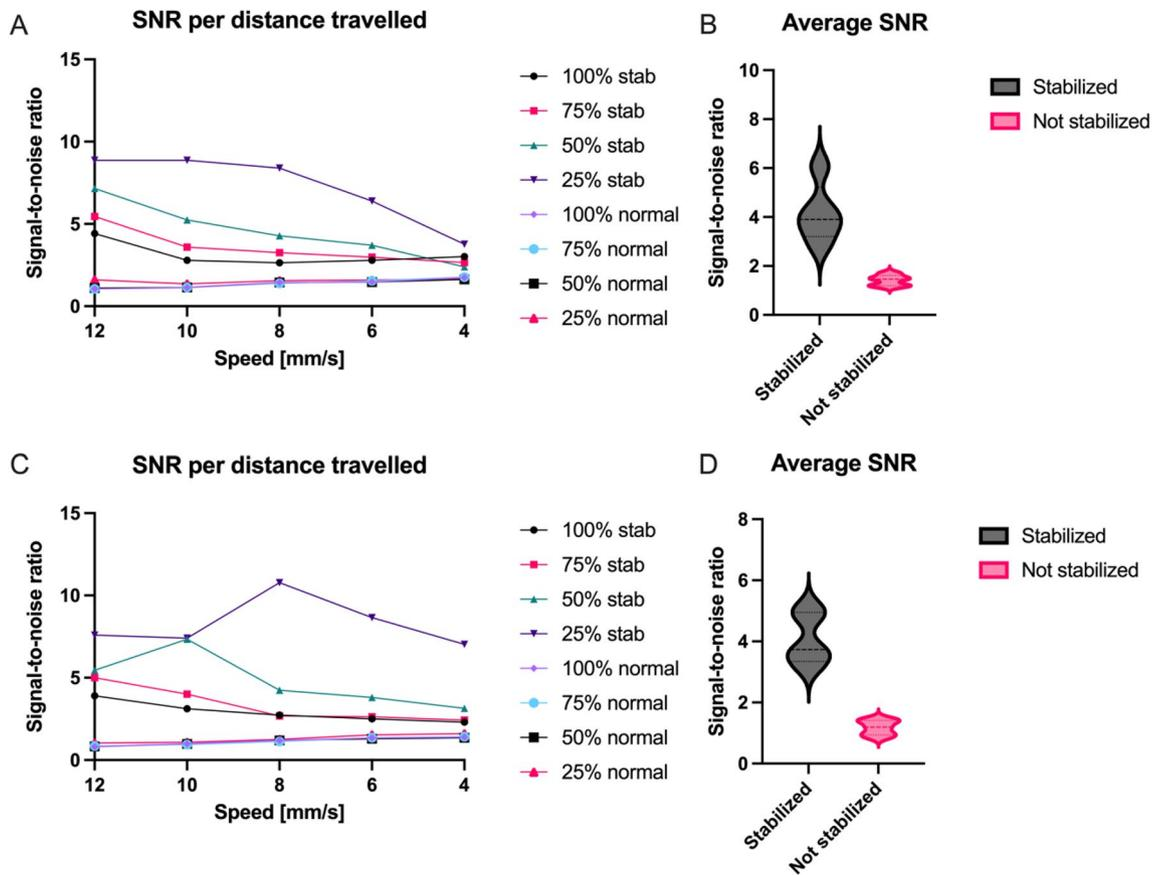 A
SNR per distance travelled
Signal-to-noise ratio
15
10
5
0
12
10
8
6
4
Speed [mm/s]
100% stab
75% stab
50% stab
25% stab
100% normal
75% normal
50% normal
25% normal
B
Average SNR
Signal-to-noise ratio
10
8
6
4
2
0
Stabilized
Not stabilized
Stabilized
Not stabilized
C
SNR per distance travelled
Signal-to-noise ratio
15
10
5
0
12
10
8
6
4
Speed [mm/s]
100% stab
75% stab
50% stab
25% stab
100% normal
75% normal
50% normal
25% normal
D
Average SNR
Signal-to-noise ratio
8
6
4
2
0
Stabilized
Not stabilized
Stabilized
Not stabilized